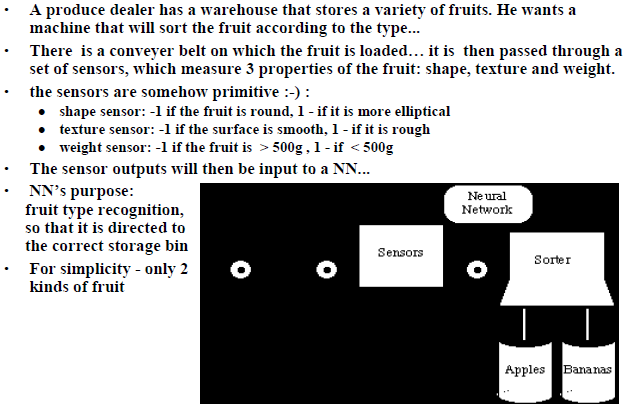 · A produce dealer has a warehouse that stores a variety of fruits. He wants a
machine that will sort the fruit according to the type...
· There is a conveyer belt on which the fruit is loaded… it is then passed through a
set of sensors, which measure 3 properties of the fruit: shape, texture and weight.
· the sensors are somehow primitive :-) :
• shape sensor: -1 if the fruit is round, 1 - if it is more elliptical
• texture sensor: -1 if the surface is smooth, 1 - if it is rough
• weight sensor: -1 if the fruit is > 500g , 1 - if < 500g
· The sensor outputs will then be input to a NN...
· NN's purpose:
fruit type recognition,
so that it is directed to
the correct storage bin
· For simplicity - only 2
kinds of fruit
Neural
Network
Sensors
Sorter
Apples
Bananas